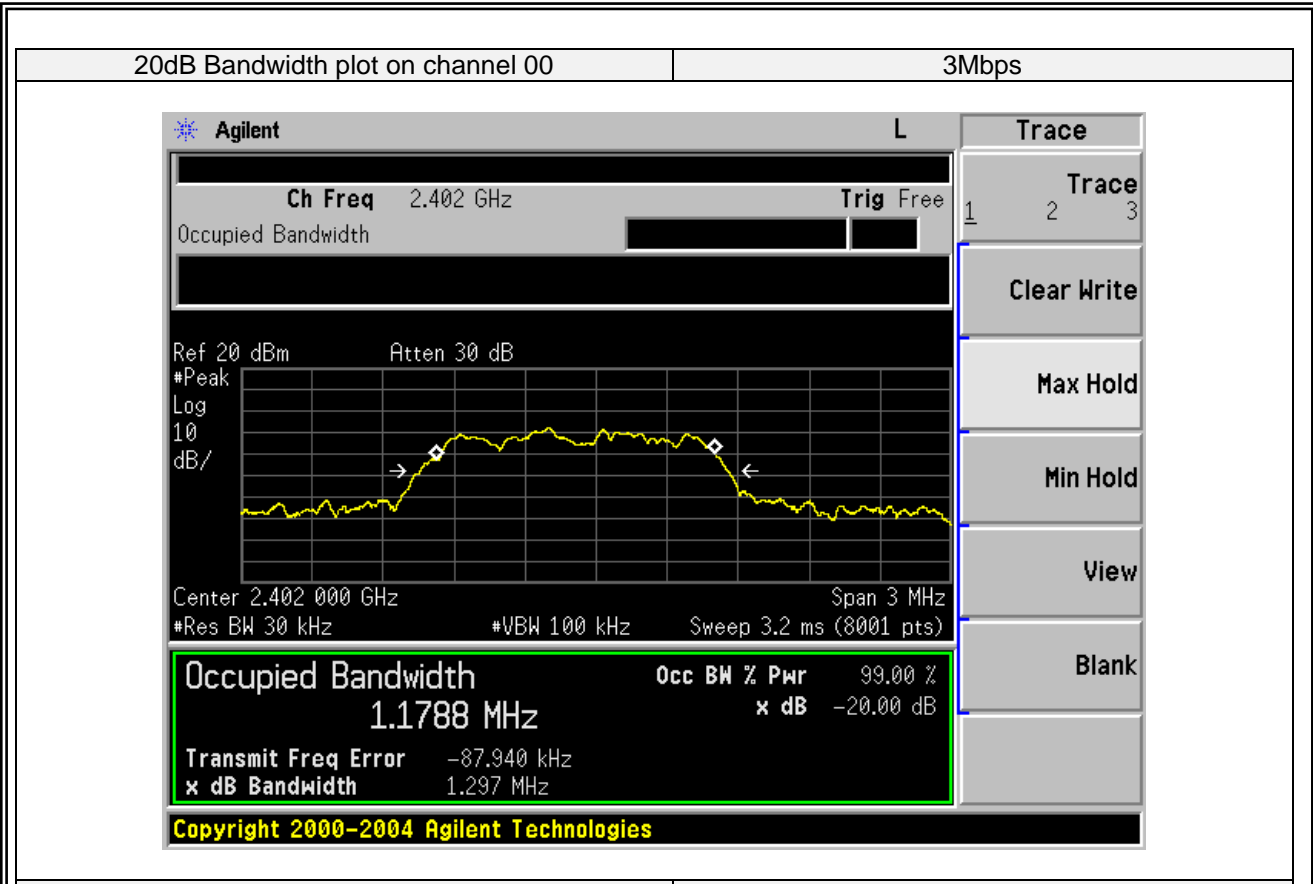 20dB Bandwidth plot on channel 00 3Mbps
Agilent L Trace
Ch Freq 2.402 GHz Trig Free
Trace
1 2 3
Occupied Bandwidth
Clear Write
Ref 20 dBm Atten 30 dB
#Peak
Log
10
dB/
Max Hold
Min Hold
View
Center 2.402 000 GHz Span 3 MHz
#Res BW 30 kHz #VBW 100 kHz Sweep 3.2 ms (8001 pts)
Blank
Occupied Bandwidth Occ BW % Pwr 99.00 %
1.1788 MHz x dB -20.00 dB
Transmit Freq Error -87.940 kHz
x dB Bandwidth 1.297 MHz
Copyright 2000-2004 Agilent Technologies